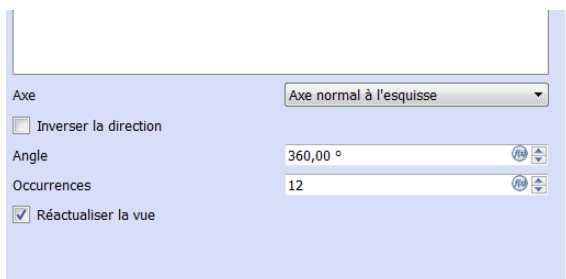 Axe Axe normal à l'esquisse
Inverser la direction
Angle 360,00 ° f(x)
Occurrences 12 f(x)
Réactualiser la vue